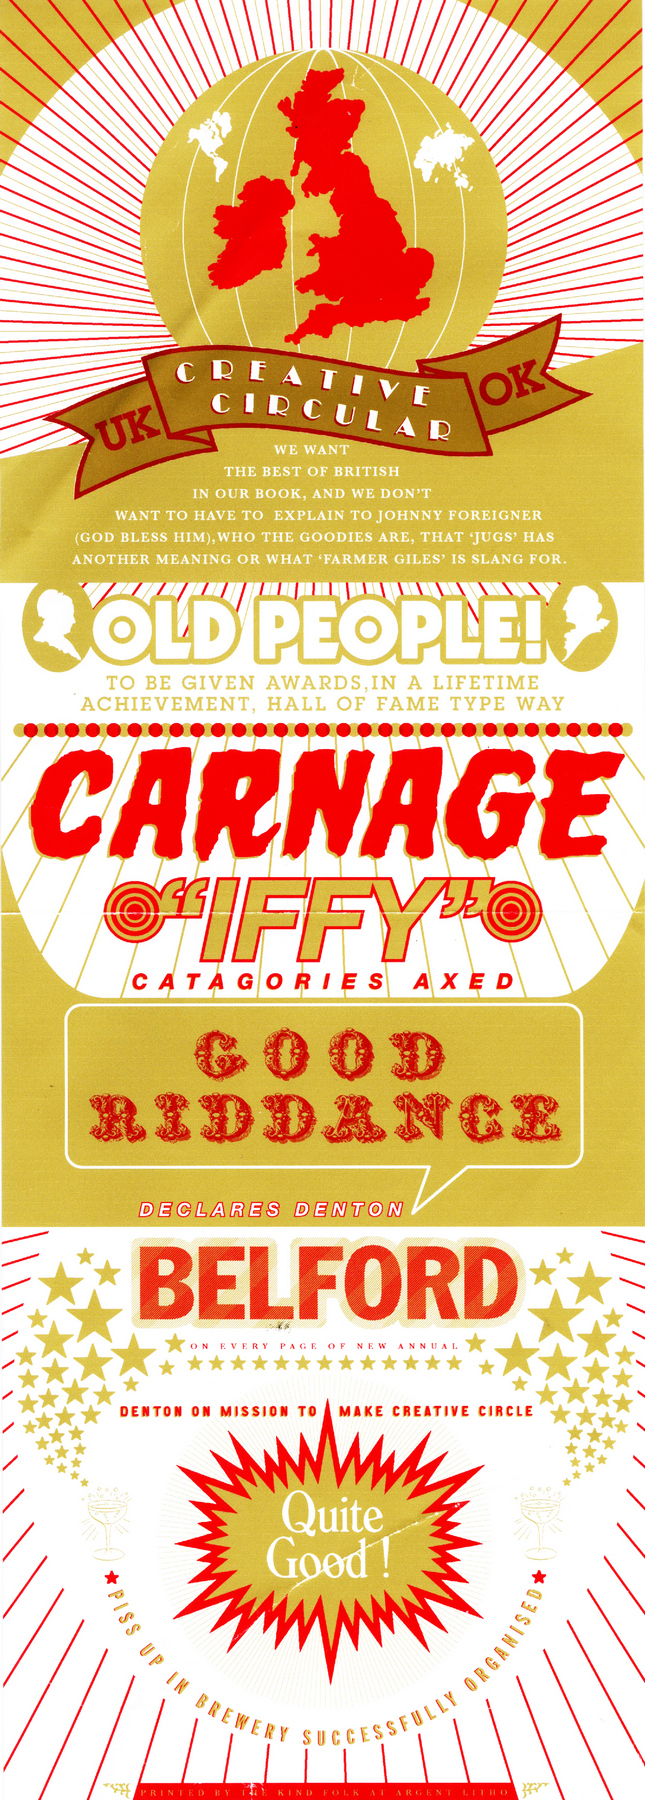 CREATIVE
UK CIRCULAR OK
WE WANT
THE BEST OF BRITISH
IN OUR BOOK, AND WE DON'T
WANT TO HAVE TO EXPLAIN TO JOHNNY FOREIGNER
(GOD BLESS HIM),WHO THE GOODIES ARE, THAT 'JUGS' HAS
ANOTHER MEANING OR WHAT 'FARMER GILES' IS SLANG FOR.
OLD PEOPLE!
TO BE GIVEN AWARDS,IN A LIFETIME
ACHIEVEMENT, HALL OF FAME TYPE WAY
CARNAGE
“IFFY”
CATAGORIES AXED
GOOD
RIDDANCE
DECLARES DENTON
BELFORD
ON EVERY PAGE OF NEW ANNUAL
DENTON ON MISSION TO MAKE CREATIVE CIRCLE
Quite
Good!
PISS UP IN BREWERY SUCCESSFULLY ORGANISED
PRINTED BY THE KIND FOLK AT ARGENT LITHO